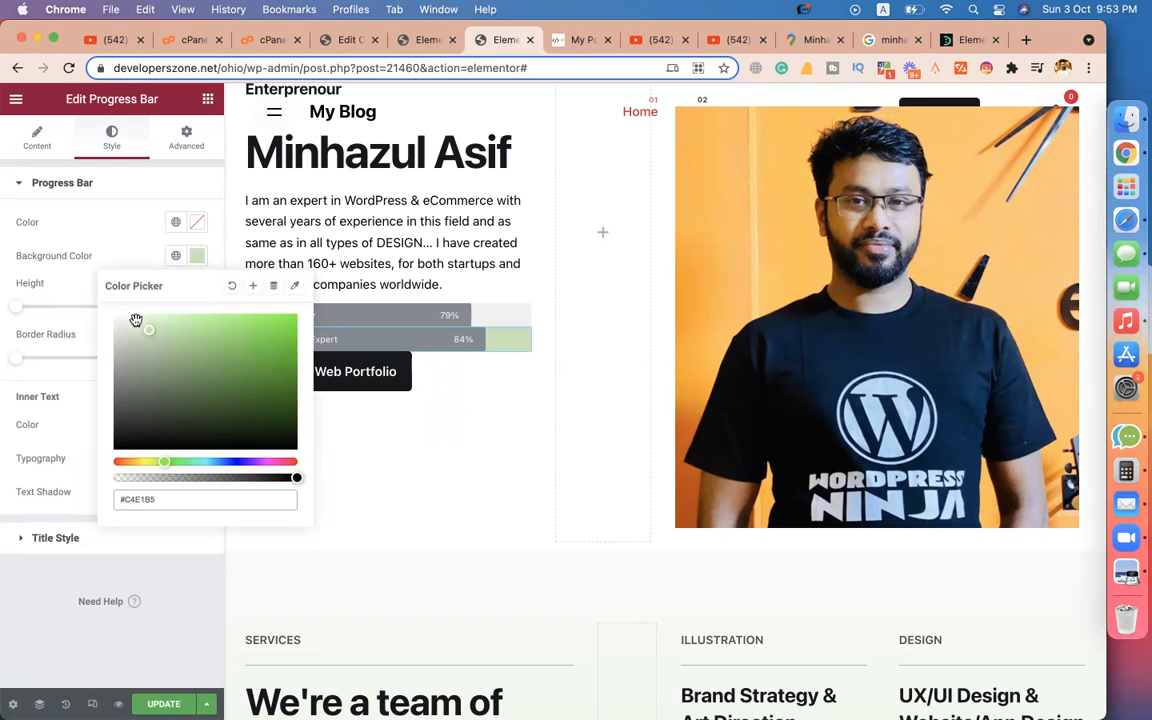 Chrome File Edit View History Bookmarks Profiles Tab Window Help A Sun 3 Oct 9:53 PM
(542) cPane cPane Edit C Eleme Eleme My Po (542) (542) Minha minha Eleme
developerszone.net/ohio/wp-admin/post.php?post=21460&action=elementor#
Edit Progress Bar
Content Style Advanced
Progress Bar
Color
Background Color
Height
Border Radius
Inner Text
Color
Typography
Text Shadow
Title Style
Need Help ?
UPDATE
Color Picker
#C4E1B5
Enterprenour
My Blog
01
Home
02
0
Minhazul Asif
I am an expert in WordPress & eCommerce with
several years of experience in this field and as
same as in all types of DESIGN... I have created
more than 160+ websites, for both startups and
companies worldwide.
79%
Expert 84%
Web Portfolio
WORDPRESS
NINJA
SERVICES
We're a team of
ILLUSTRATION
Brand Strategy &
Art Direction
DESIGN
UX/UI Design &
Website/App Design